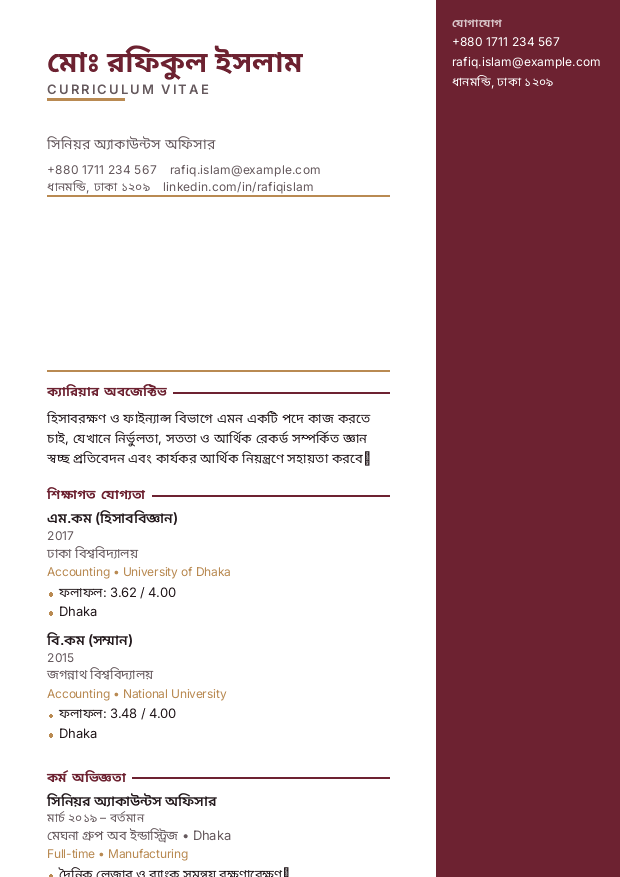 মোঃ রফিকুল ইসলাম
CURRICULUM VITAE
সিনিয়র অ্যাকাউন্টস অফিসার
+880 1711 234 567 rafiq.islam@example.com
ধানমন্ডি, ঢাকা ১২০৯ linkedin.com/in/rafiqislam
ক্যারিয়ার অবজেক্টিভ
হিসাবরক্ষণ ও ফাইন্যান্স বিভাগে এমন একটি পদে কাজ করতে
চাই, যেখানে নির্ভুলতা, সততা ও আর্থিক রেকর্ড সম্পর্কিত জ্ঞান
স্বচ্ছ প্রতিবেদন এবং কার্যকর আর্থিক নিয়ন্ত্রণে সহায়তা করবে
শিক্ষাগত যোগ্যতা
এম.কম (হিসাববিজ্ঞান)
2017
ঢাকা বিশ্ববিদ্যালয়
Accounting • University of Dhaka
• ফলাফল: 3.62 / 4.00
• Dhaka
বি.কম (সম্মান)
2015
জগন্নাথ বিশ্ববিদ্যালয়
Accounting • National University
• ফলাফল: 3.48 / 4.00
• Dhaka
কর্ম অভিজ্ঞতা
সিনিয়র অ্যাকাউন্টস অফিসার
মার্চ ২০১৯ – বর্তমান
মেঘনা গ্রুপ অব ইন্ডাস্ট্রিজ • Dhaka
Full-time • Manufacturing
• দৈনিক লেজার ও ব্যাংক সমন্বয় রক্ষণাবেক্ষণ
যোগাযোগ
+880 1711 234 567
rafiq.islam@example.com
ধানমন্ডি, ঢাকা ১২০৯